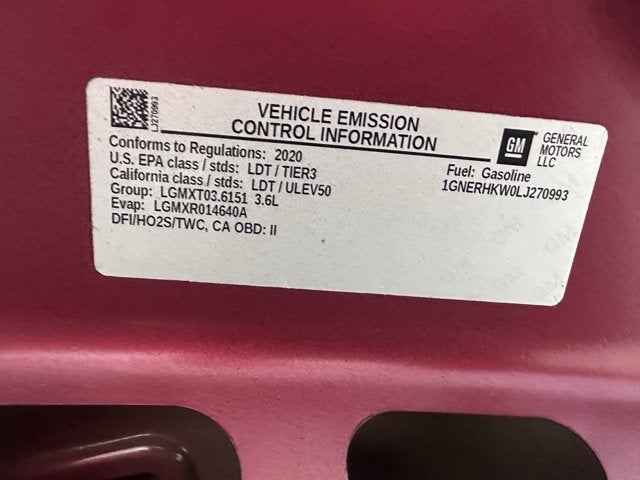 LJ270993
VEHICLE EMISSION
CONTROL INFORMATION
GM
GENERAL
MOTORS
LLC
Conforms to Regulations: 2020
U.S. EPA class / stds: LDT / TIER3
California class / stds: LDT / ULEV50
Group: LGMXT03.6151 3.6L
Evap: LGMXR014640A
DFI/HO2S/TWC, CA OBD: II
Fuel: Gasoline
1GNERHKW0LJ270993